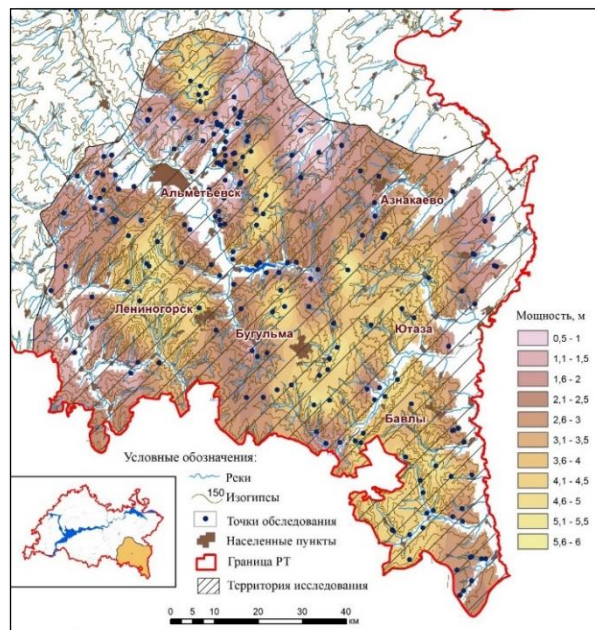 Альметьевск
Азнакаево
Лениногорск
Бугульма
Ютаза
Бавлы
Мощность, м
0,5 - 1
1,1 - 1,5
1,6 - 2
2,1 - 2,5
2,6 - 3
3,1 - 3,5
3,6 - 4
4,1 - 4,5
4,6 - 5
5,1 - 5,5
5,6 - 6
Условные обозначения:
Реки
150 Изогипсы
Точки обследования
Населенные пункты
Граница РТ
Территория исследования
0 5 10 20 30 40
км